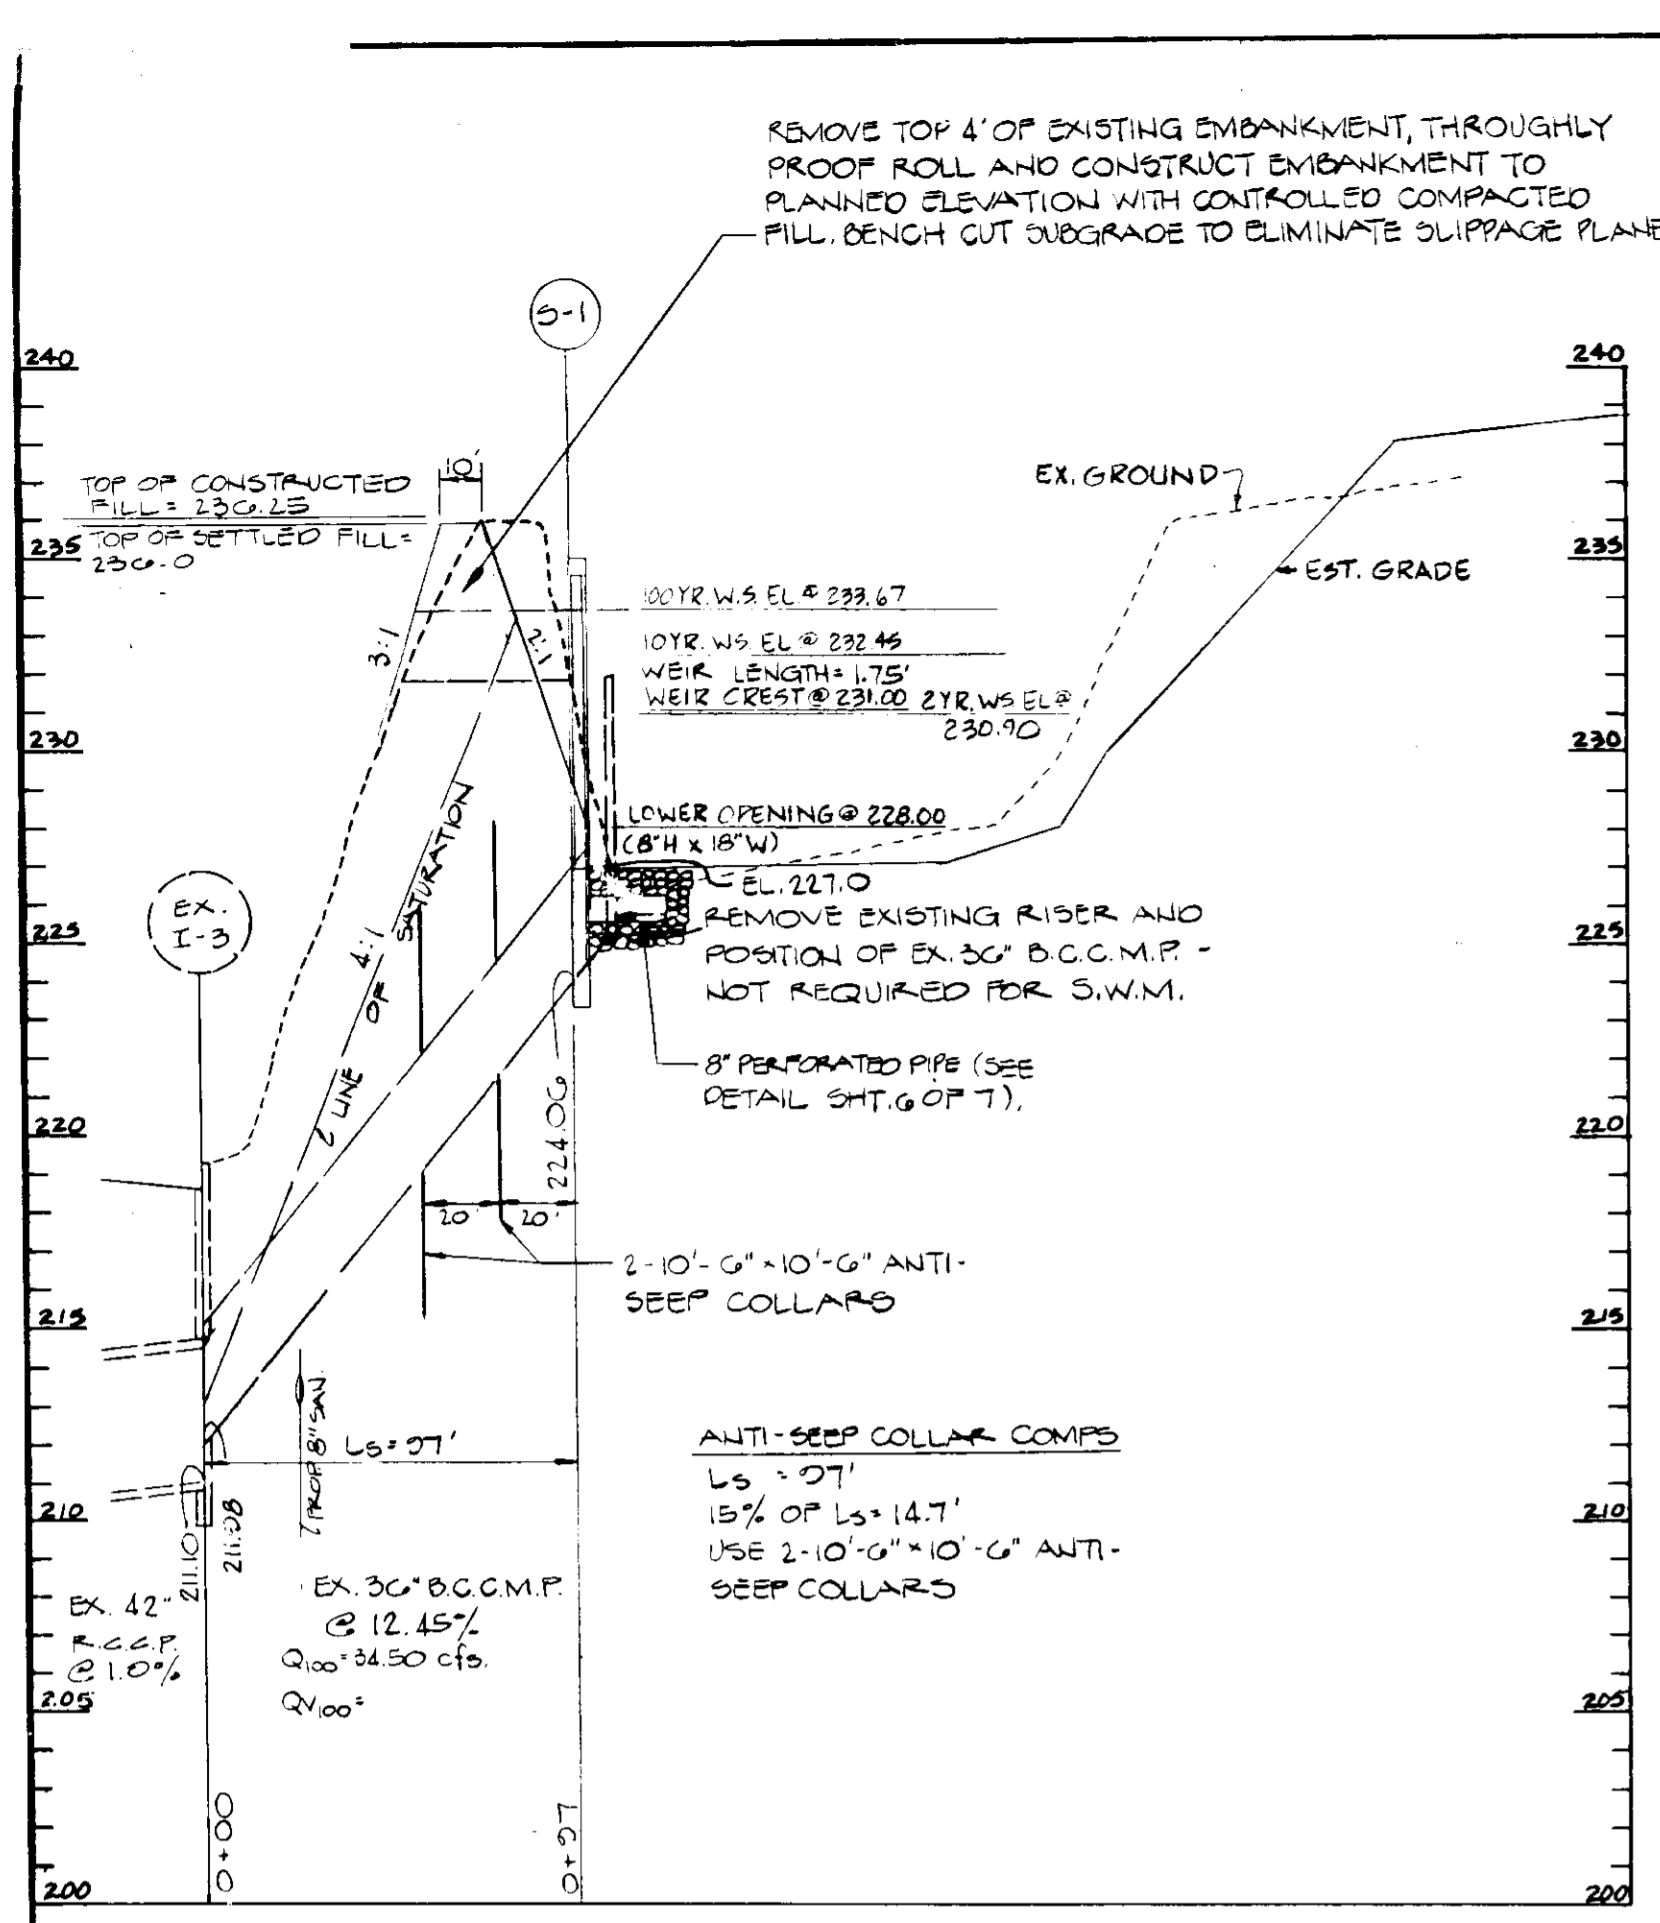 REMOVE TOP 4' OF EXISTING EMBANKMENT, THROUGHLY
PROOF ROLL AND CONSTRUCT EMBANKMENT TO
PLANNED ELEVATION WITH CONTROLLED COMPACTED
FILL. BENCH CUT SUBGRADE TO ELIMINATE SLIPPAGE PLANE
S-1
240
240
10'
TOP OF CONSTRUCTED
FILL = 236.25
TOP OF SETTLED FILL =
236.0
235
235
EX. GROUND
EST. GRADE
100YR. W.S. EL. @ 233.67
10YR. WS. EL @ 232.45
WEIR LENGTH = 1.75'
WEIR CREST @ 231.00 2YR. WS EL @
230.90
3:1
2:1
230
230
LOWER OPENING @ 228.00
(8"H x 18"W)
EL. 227.0
REMOVE EXISTING RISER AND
POSITION OF EX. 36" B.C.C.M.P. -
NOT REQUIRED FOR S.W.M.
EX.
I-3
225
225
4:1
LINE OF SATURATION
8" PERFORATED PIPE (SEE
DETAIL SHT. 6 OF 7).
224.06
220
220
20'
20'
2-10'-6" x 10'-6" ANTI-
SEEP COLLARS
215
215
PROP. 8" SAN.
Ls = 97'
ANTI-SEEP COLLAR COMPS
Ls = 97'
15% OF Ls = 14.7'
USE 2-10'-6" x 10'-6" ANTI-
SEEP COLLARS
210
210
211.10
211.98
EX. 42"
R.C.C.P.
@ 1.0%
EX. 36" B.C.C.M.P.
@ 12.45%
Q100 = 34.50 cfs.
QV100 =
205
205
0+00
0+97
200
200